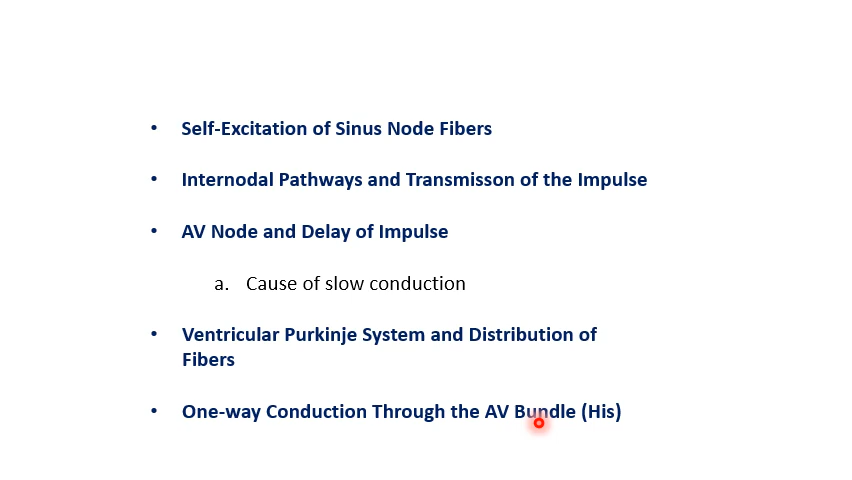 • Self-Excitation of Sinus Node Fibers
• Internodal Pathways and Transmisson of the Impulse
• AV Node and Delay of Impulse
a. Cause of slow conduction
• Ventricular Purkinje System and Distribution of
Fibers
• One-way Conduction Through the AV Bundle (His)